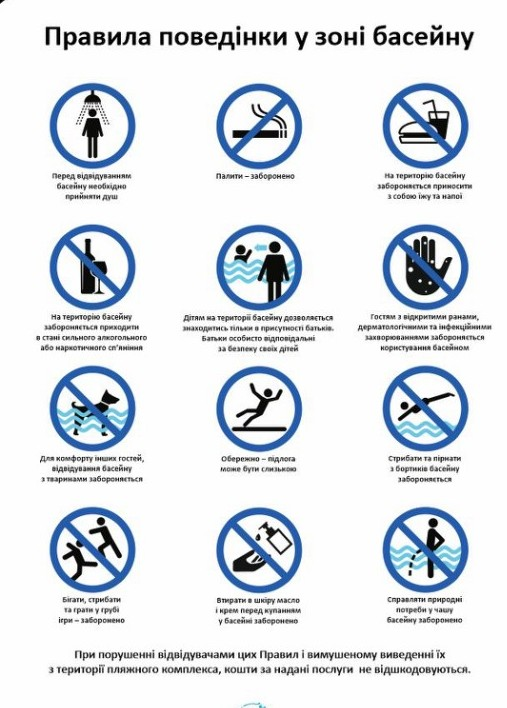 Правила поведінки у зоні басейну
Перед відвідуванням
басейну необхідно
прийняти душ
Палити – заборонено
На територію басейну
забороняється приносити
з собою їжу та напої
На територію басейну
забороняється приходити
в стані сильного алкогольного
або наркотичного сп'яніння
Дітям на території басейну дозволяється
знаходитись тільки в присутності батьків.
Батьки особисто відповідальні
за безпеку своїх дітей
Гостям з відкритими ранами,
дерматологічними та інфекційними
захворюваннями забороняється
користування басейном
Для комфорту інших гостей,
відвідування басейну
з тваринами забороняється
Обережно – підлога
може бути слизькою
Стрибати та пірнати
з бортиків басейну
забороняється
Бігати, стрибати
та грати у грубі
ігри – заборонено
Втирати в шкіру масло
і крем перед купанням
у басейні заборонено
Справляти природні
потреби у чашу
басейну заборонено
При порушенні відвідувачами цих Правил і вимушеному виведенні їх
з території пляжного комплекса, кошти за надані послуги не відшкодовуються.